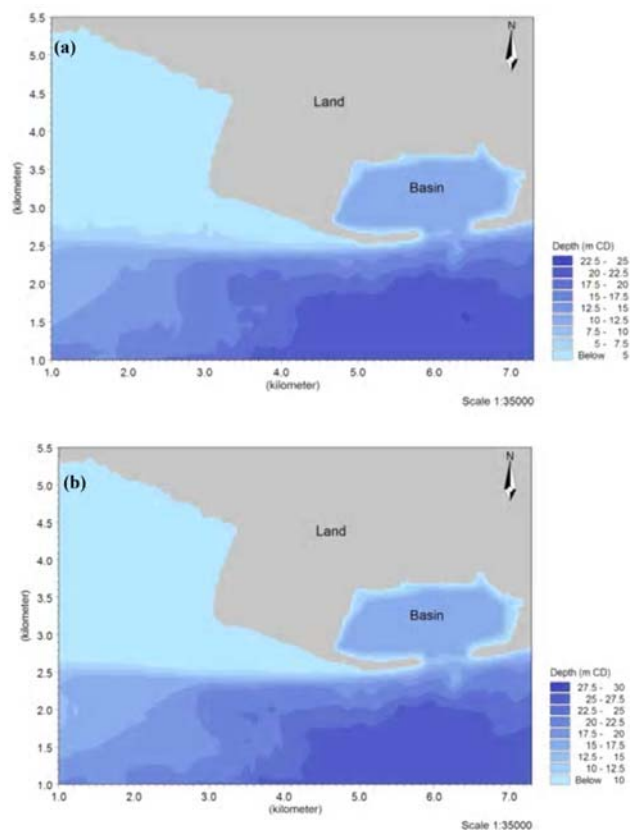 (a)
N
5.5
5.0
4.5
4.0
3.5
3.0
2.5
2.0
1.5
1.0
(kilometer)
Land
Basin
1.0 2.0 3.0 4.0 5.0 6.0 7.0
(kilometer)
Scale 1:35000
Depth (m CD)
22.5 - 25
20 - 22.5
17.5 - 20
15 - 17.5
12.5 - 15
10 - 12.5
7.5 - 10
5 - 7.5
Below 5
(b)
N
5.5
5.0
4.5
4.0
3.5
3.0
2.5
2.0
1.5
1.0
(kilometer)
Land
Basin
1.0 2.0 3.0 4.0 5.0 6.0 7.0
(kilometer)
Scale 1:35000
Depth (m CD)
27.5 - 30
25 - 27.5
22.5 - 25
20 - 22.5
17.5 - 20
15 - 17.5
12.5 - 15
10 - 12.5
Below 10